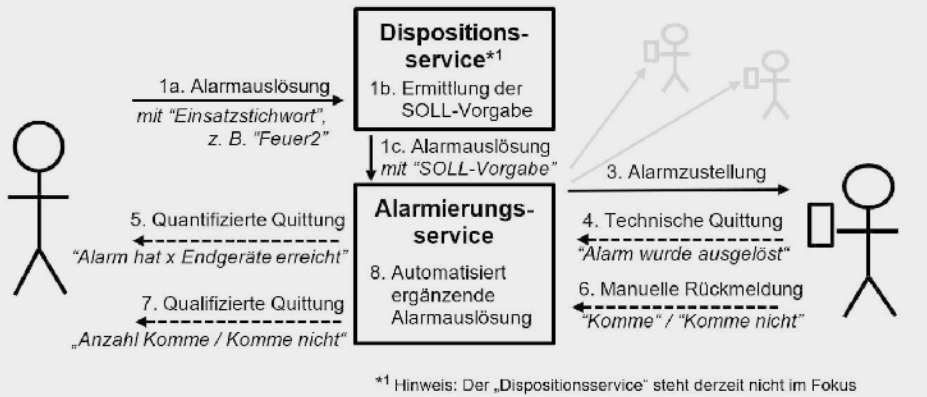 Dispositions-
service*1
1b. Ermittlung der
SOLL-Vorgabe
1a. Alarmauslösung
mit “Einsatzstichwort”,
z. B. “Feuer2”
1c. Alarmauslösung
mit “SOLL-Vorgabe”
3. Alarmzustellung
Alarmierungs-
service
8. Automatisiert
ergänzende
Alarmauslösung
5. Quantifizierte Quittung
“Alarm hat x Endgeräte erreicht”
4. Technische Quittung
“Alarm wurde ausgelöst“
7. Qualifizierte Quittung
„Anzahl Komme / Komme nicht“
6. Manuelle Rückmeldung
“Komme” / “Komme nicht”
*1 Hinweis: Der „Dispositionsservice“ steht derzeit nicht im Fokus